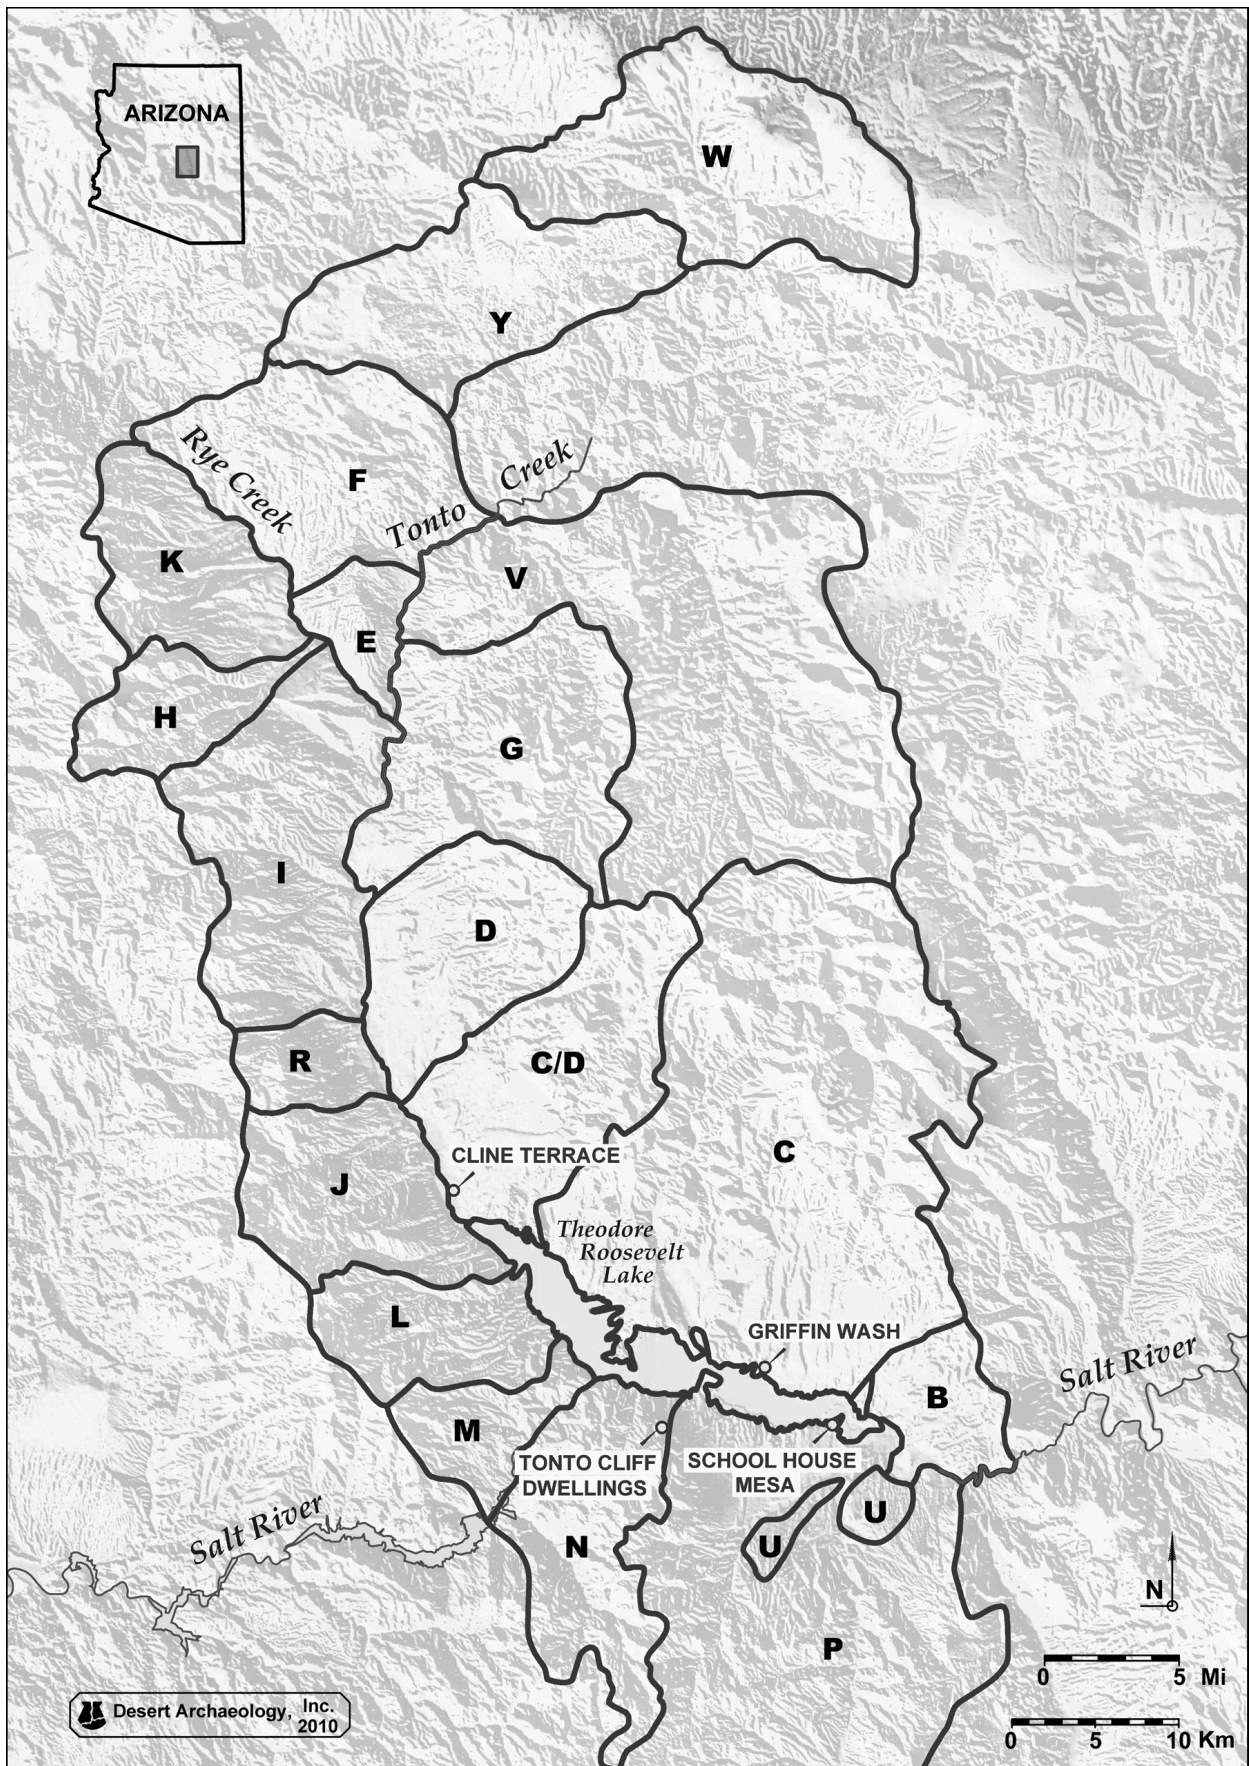 ARIZONA
W
Y
Rye Creek
F
Tonto Creek
K
V
E
H
G
I
D
R
C/D
C
CLINE TERRACE
J
Theodore
Roosevelt
Lake
L
GRIFFIN WASH
Salt River
B
M
TONTO CLIFF
DWELLINGS
SCHOOL HOUSE
MESA
U
U
Salt River
N
N
P
0 5 Mi
0 5 10 Km
Desert Archaeology, Inc.
2010